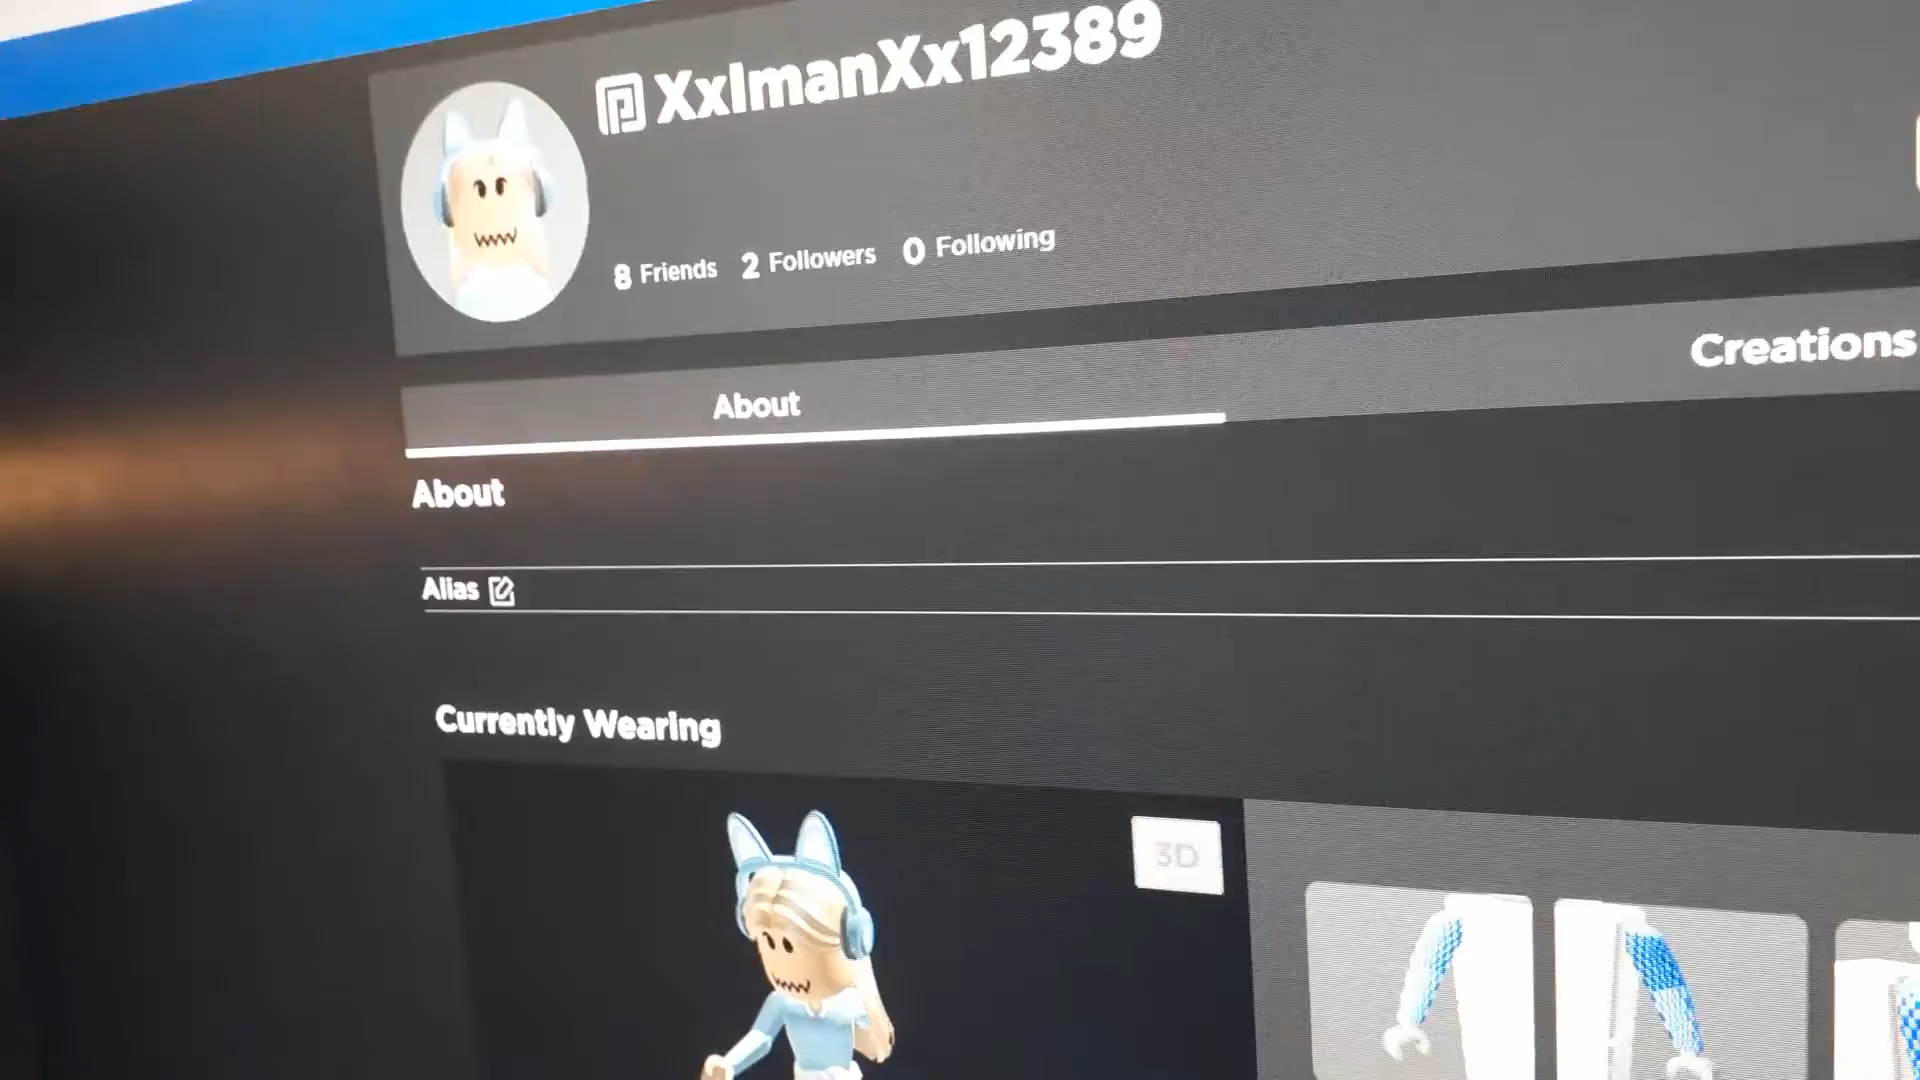 XxImanXx12389
8 Friends 2 Followers 0 Following
About
Creations
About
Alias
Currently Wearing
3D